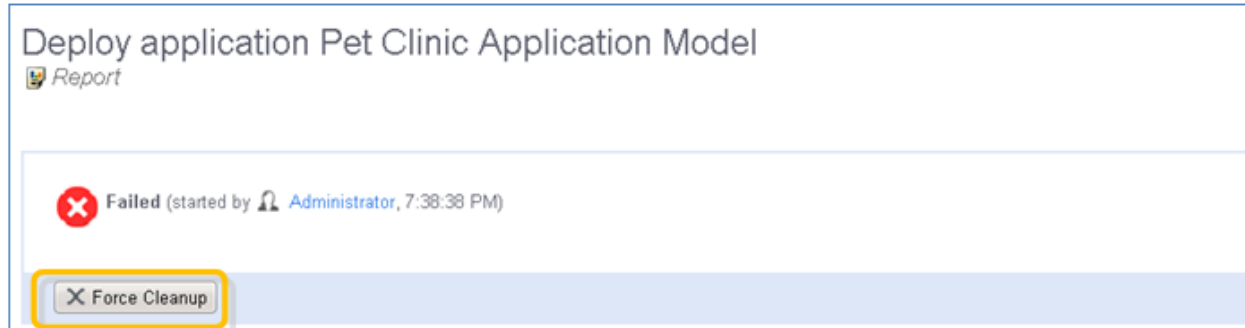 Deploy application Pet Clinic Application Model
Report
Failed (started by Administrator, 7:38:38 PM)
Force Cleanup